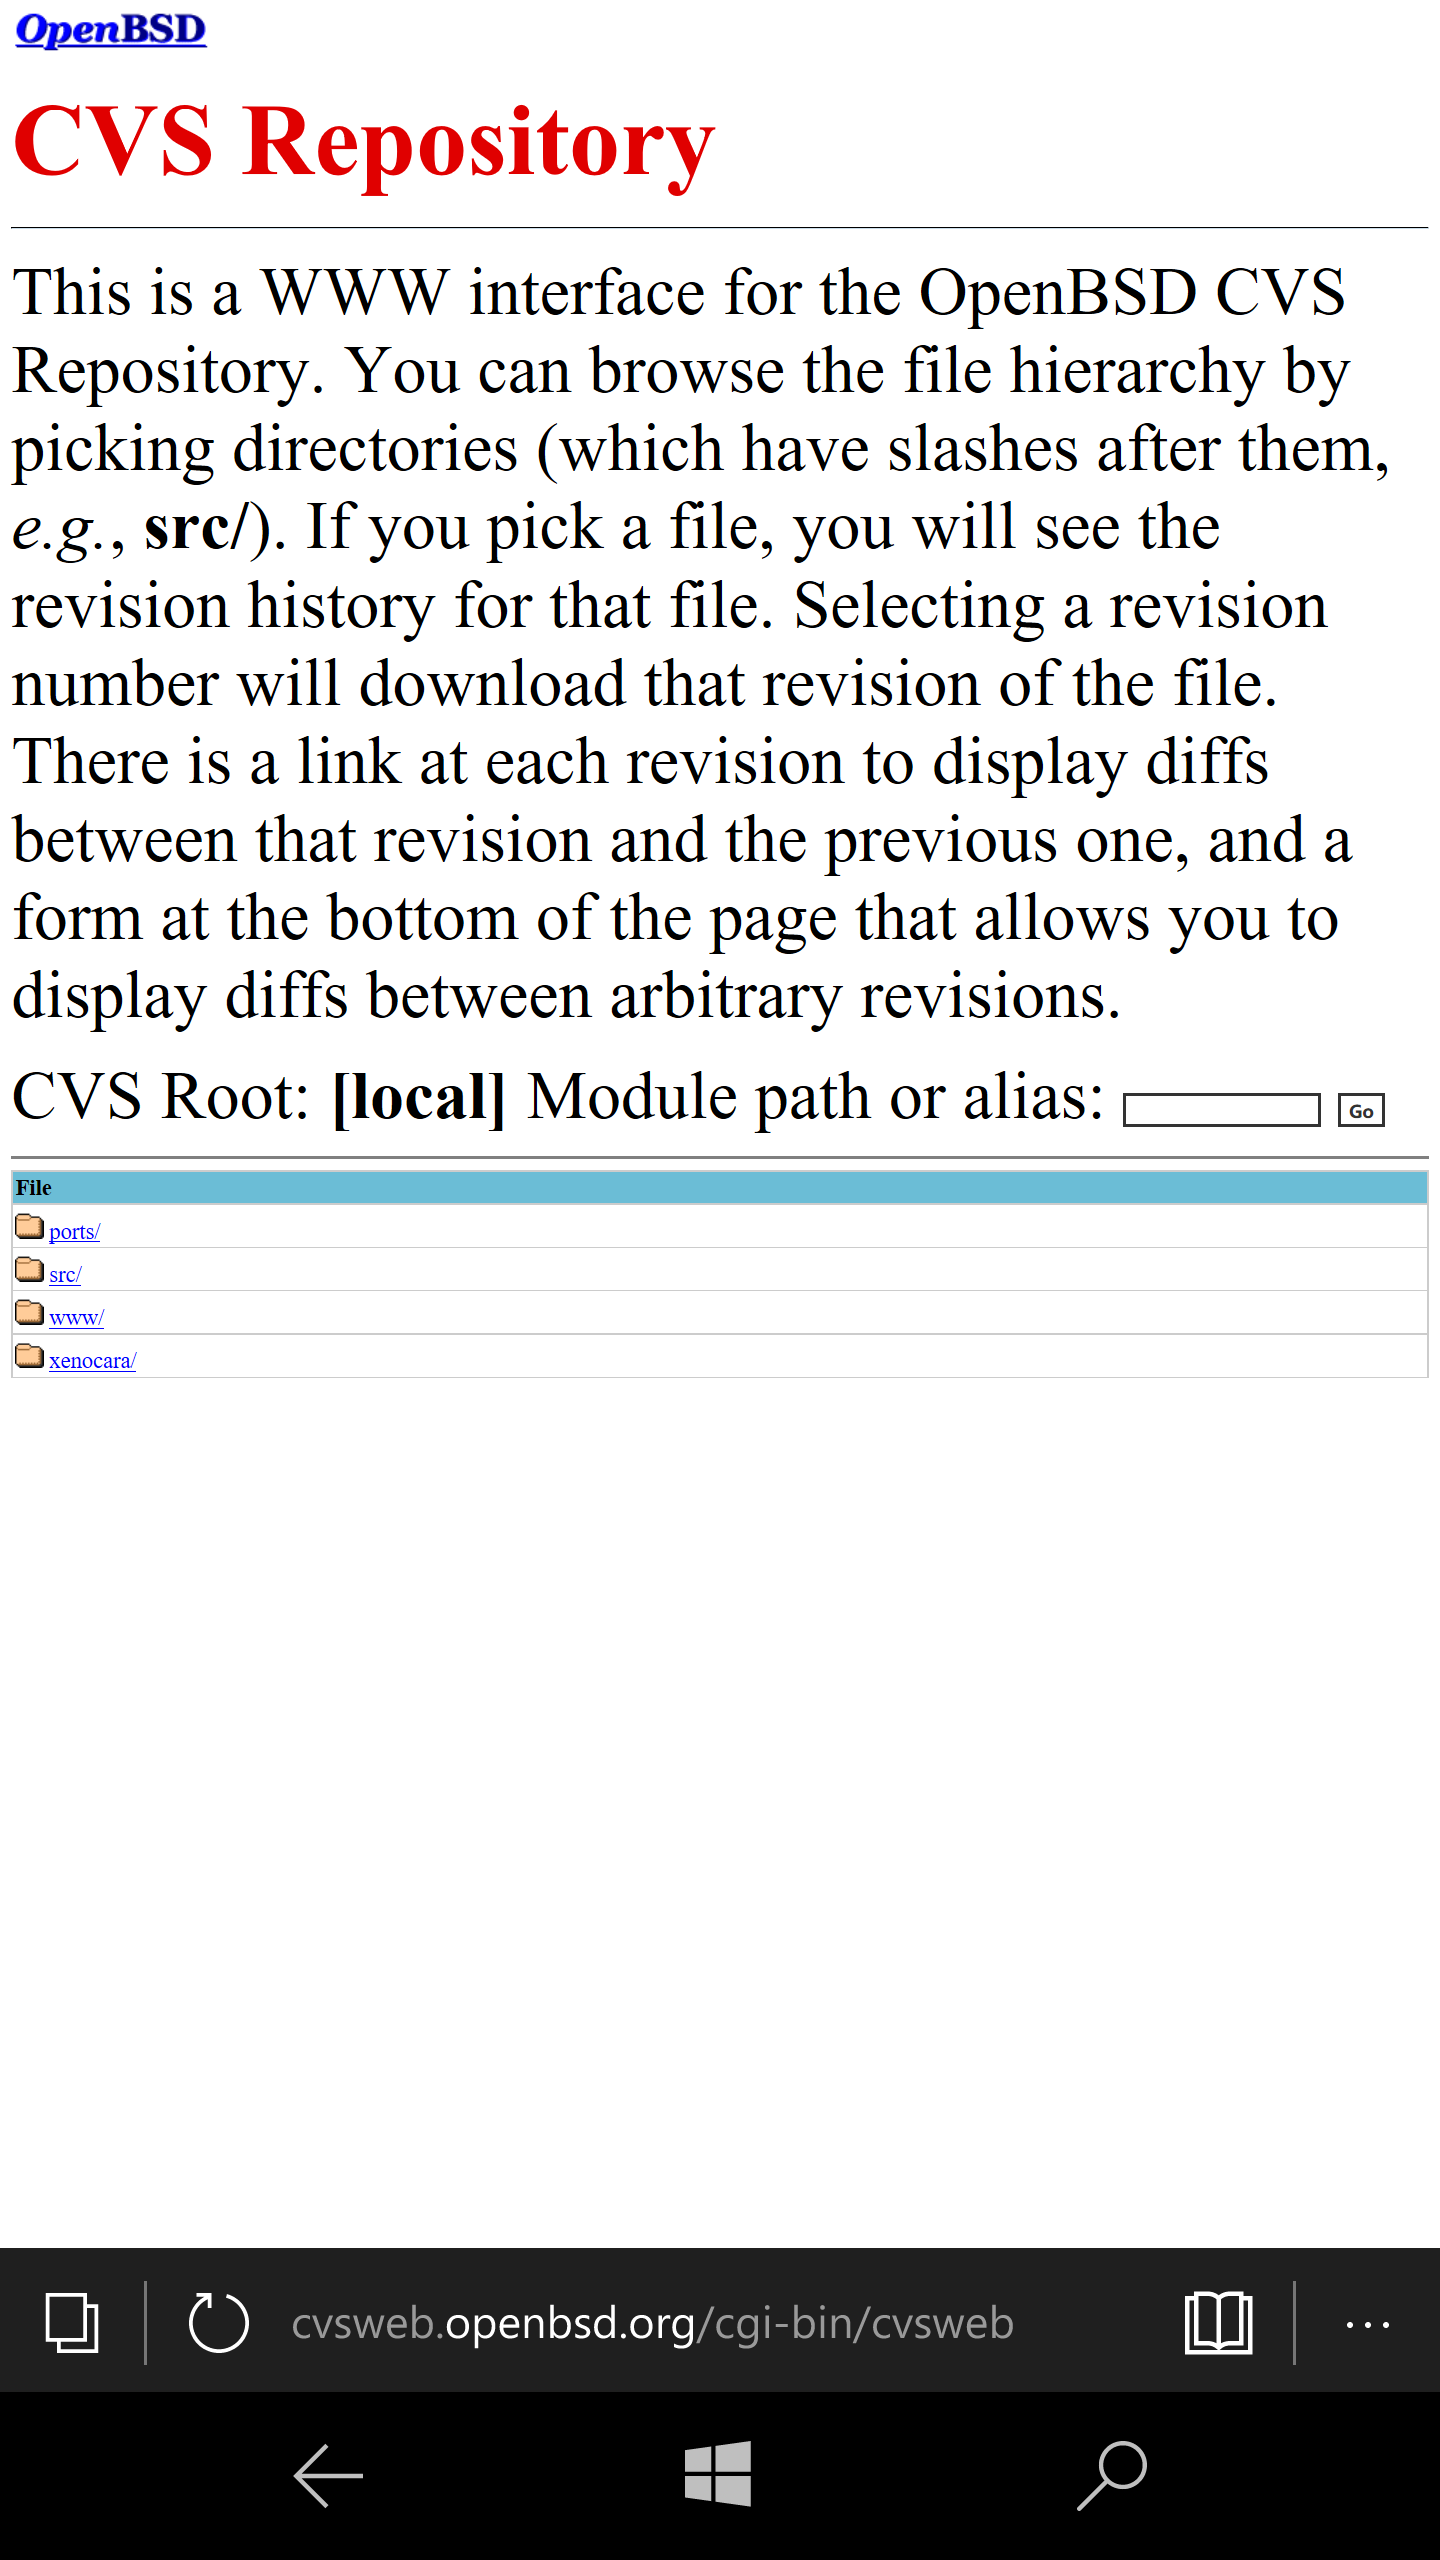 OpenBSD
CVS Repository
This is a WWW interface for the OpenBSD CVS
Repository. You can browse the file hierarchy by
picking directories (which have slashes after them,
e.g., src/). If you pick a file, you will see the
revision history for that file. Selecting a revision
number will download that revision of the file.
There is a link at each revision to display diffs
between that revision and the previous one, and a
form at the bottom of the page that allows you to
display diffs between arbitrary revisions.
CVS Root: [local] Module path or alias: Go
File
ports/
src/
www/
xenocara/
cvsweb.openbsd.org/cgi-bin/cvsweb